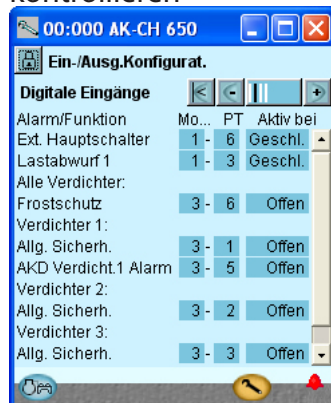 kontrollieren
00:000 AK-CH 650
Ein-/Ausg.Konfigurat.
Digitale Eingänge
Alarm/Funktion Mo... PT Aktiv bei
Ext. Hauptschalter 1 - 6 Geschl.
Lastabwurf 1 1 - 3 Geschl.
Alle Verdichter:
Frostschutz 3 - 6 Offen
Verdichter 1:
Allg. Sicherh. 3 - 1 Offen
AKD Verdicht.1 Alarm 3 - 5 Offen
Verdichter 2:
Allg. Sicherh. 3 - 2 Offen
Verdichter 3:
Allg. Sicherh. 3 - 3 Offen